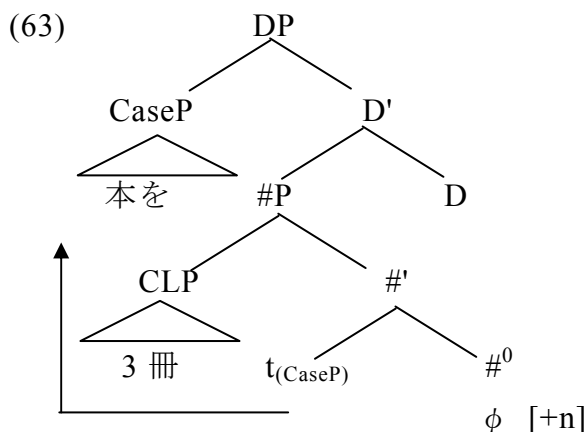 (63) DP
CaseP D'
本を #P D
CLP #'
3 冊 t(CaseP) #0
φ [+n]